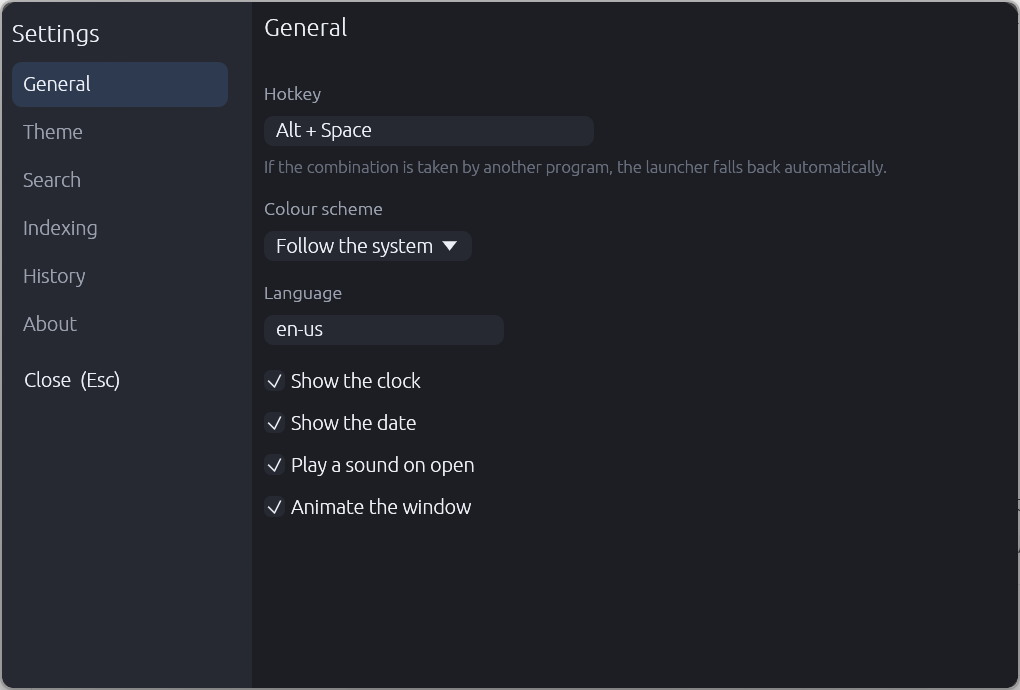 Settings
General
Theme
Search
Indexing
History
About
Close (Esc)
General
Hotkey
Alt + Space
If the combination is taken by another program, the launcher falls back automatically.
Colour scheme
Follow the system
Language
en-us
Show the clock
Show the date
Play a sound on open
Animate the window